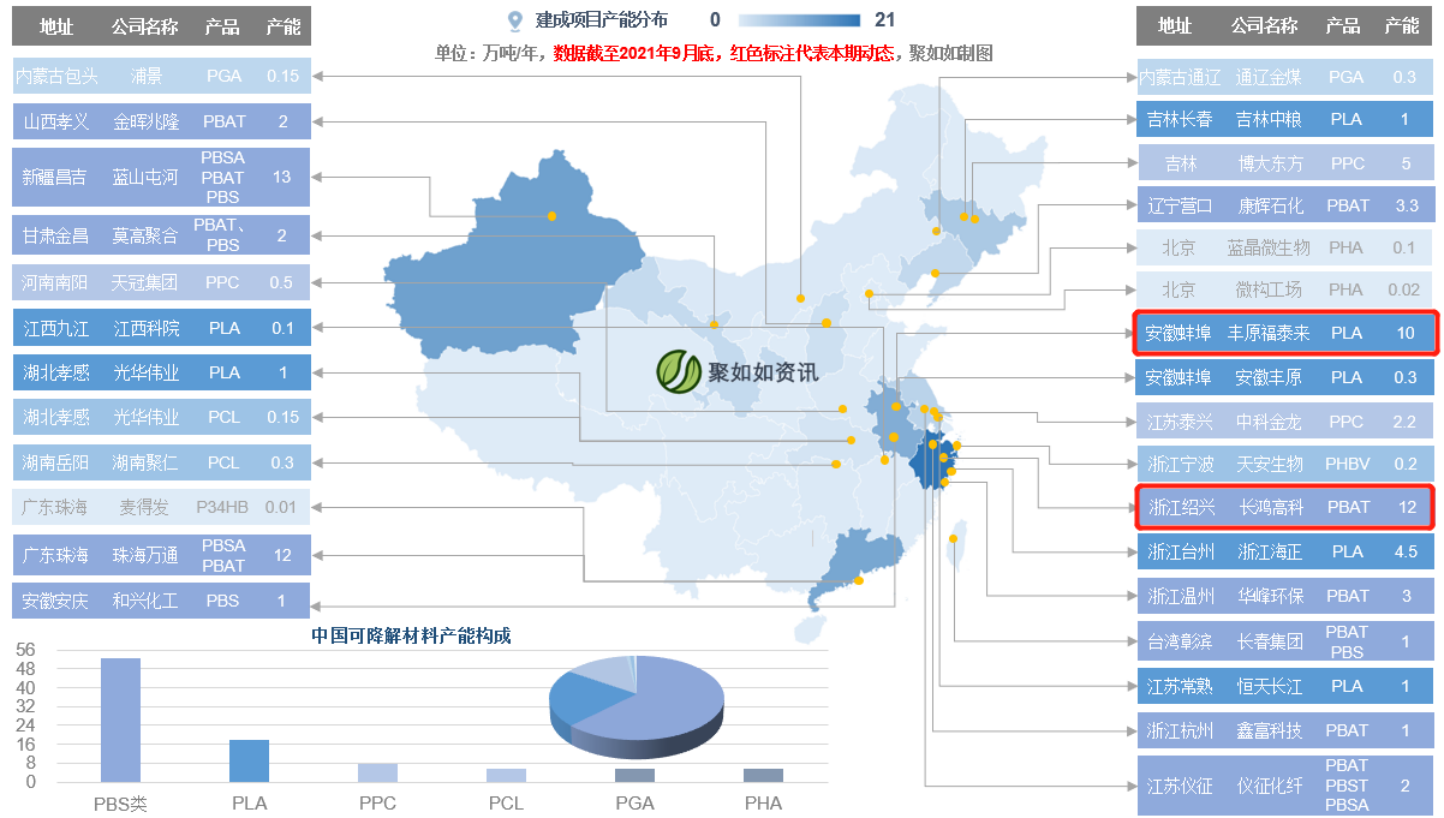 建成项目产能分布 0 21
单位：万吨/年，数据截至2021年9月底，红色标注代表本期动态，聚如如制图
地址 公司名称 产品 产能
内蒙古包头 浦景 PGA 0.15
山西孝义 金晖兆隆 PBAT 2
新疆昌吉 蓝山屯河 PBSA PBAT PBS 13
甘肃金昌 莫高聚合 PBAT、 PBS 2
河南南阳 天冠集团 PPC 0.5
江西九江 江西科院 PLA 0.1
湖北孝感 光华伟业 PLA 1
湖北孝感 光华伟业 PCL 0.15
湖南岳阳 湖南聚仁 PCL 0.3
广东珠海 麦得发 P34HB 0.01
广东珠海 珠海万通 PBSA PBAT 12
安徽安庆 和兴化工 PBS 1
聚如如资讯
地址 公司名称 产品 产能
内蒙古通辽 通辽金煤 PGA 0.3
吉林长春 吉林中粮 PLA 1
吉林 博大东方 PPC 5
辽宁营口 康辉石化 PBAT 3.3
北京 蓝晶微生物 PHA 0.1
北京 微构工场 PHA 0.02
安徽蚌埠 丰原福泰来 PLA 10
安徽蚌埠 安徽丰原 PLA 0.3
江苏泰兴 中科金龙 PPC 2.2
浙江宁波 天安生物 PHBV 0.2
浙江绍兴 长鸿高科 PBAT 12
浙江台州 浙江海正 PLA 4.5
浙江温州 华峰环保 PBAT 3
台湾彰滨 长春集团 PBAT PBS 1
江苏常熟 恒天长江 PLA 1
浙江杭州 鑫富科技 PBAT 1
江苏仪征 仪征化纤 PBAT PBST PBSA 2
中国可降解材料产能构成
56
48
40
32
24
16
8
0
PBS类 PLA PPC PCL PGA PHA